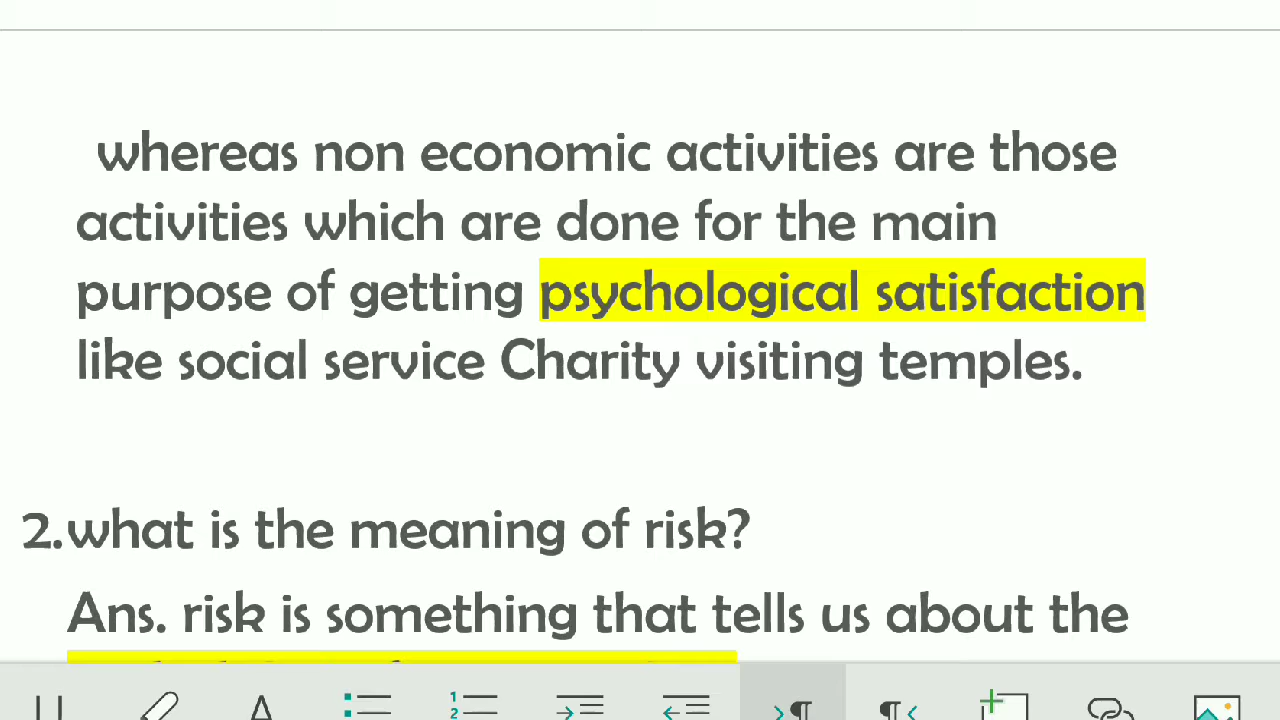 whereas non economic activities are those
activities which are done for the main
purpose of getting psychological satisfaction
like social service Charity visiting temples.
2.what is the meaning of risk?
Ans. risk is something that tells us about the